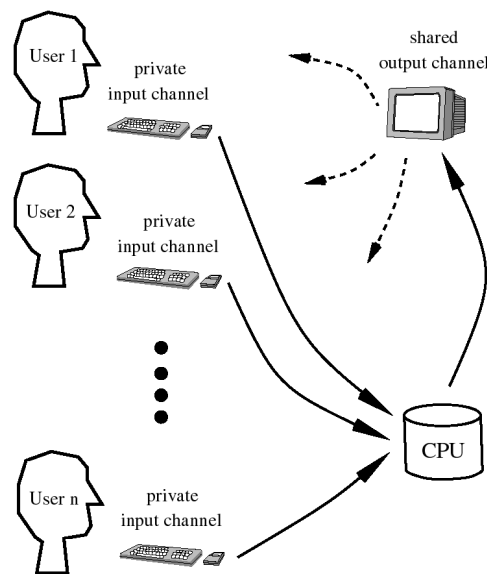 User 1
private
input channel
shared
output channel
User 2
private
input channel
CPU
User n
private
input channel